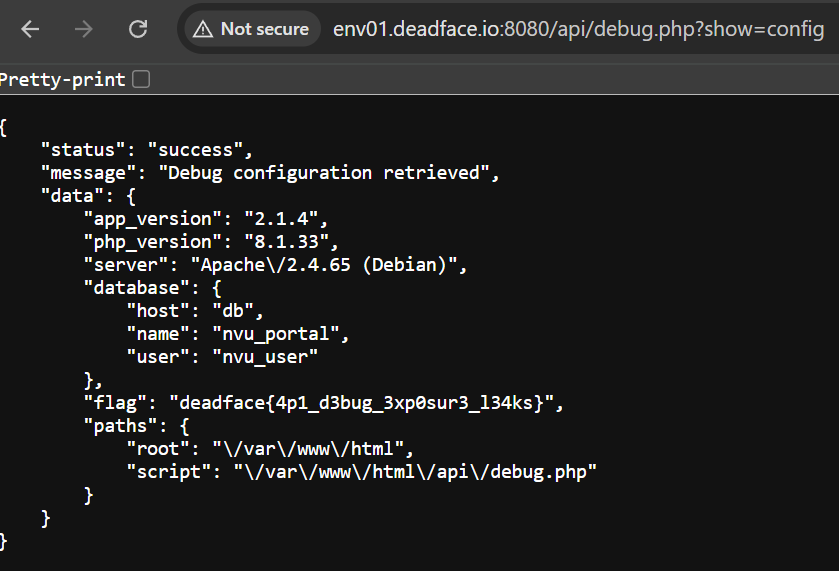 Not secure env01.deadface.io:8080/api/debug.php?show=config
Pretty-print
{
    "status": "success",
    "message": "Debug configuration retrieved",
    "data": {
        "app_version": "2.1.4",
        "php_version": "8.1.33",
        "server": "Apache\/2.4.65 (Debian)",
        "database": {
            "host": "db",
            "name": "nvu_portal",
            "user": "nvu_user"
        },
        "flag": "deadface{4p1_d3bug_3xp0sur3_l34ks}",
        "paths": {
            "root": "\/var\/www\/html",
            "script": "\/var\/www\/html\/api\/debug.php"
        }
    }
}